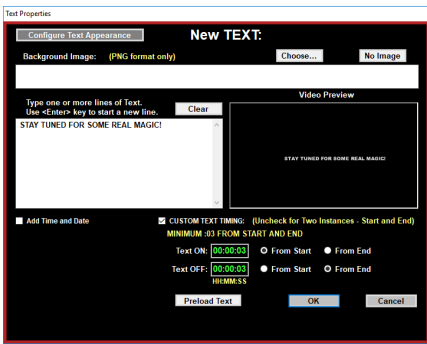 Text Properties
Configure Text Appearance
New TEXT:
Background Image: (PNG format only)
Choose...
No Image
Video Preview
Type one or more lines of Text.
Use <Enter> key to start a new line.
Clear
STAY TUNED FOR SOME REAL MAGIC!
STAY TUNED FOR SOME REAL MAGIC!
Add Time and Date
CUSTOM TEXT TIMING: (Uncheck for Two Instances - Start and End)
MINIMUM :03 FROM START AND END
Text ON: 00:00:03 From Start From End
Text OFF: 00:00:03 From Start From End
HH:MM:SS
Preload Text
OK
Cancel